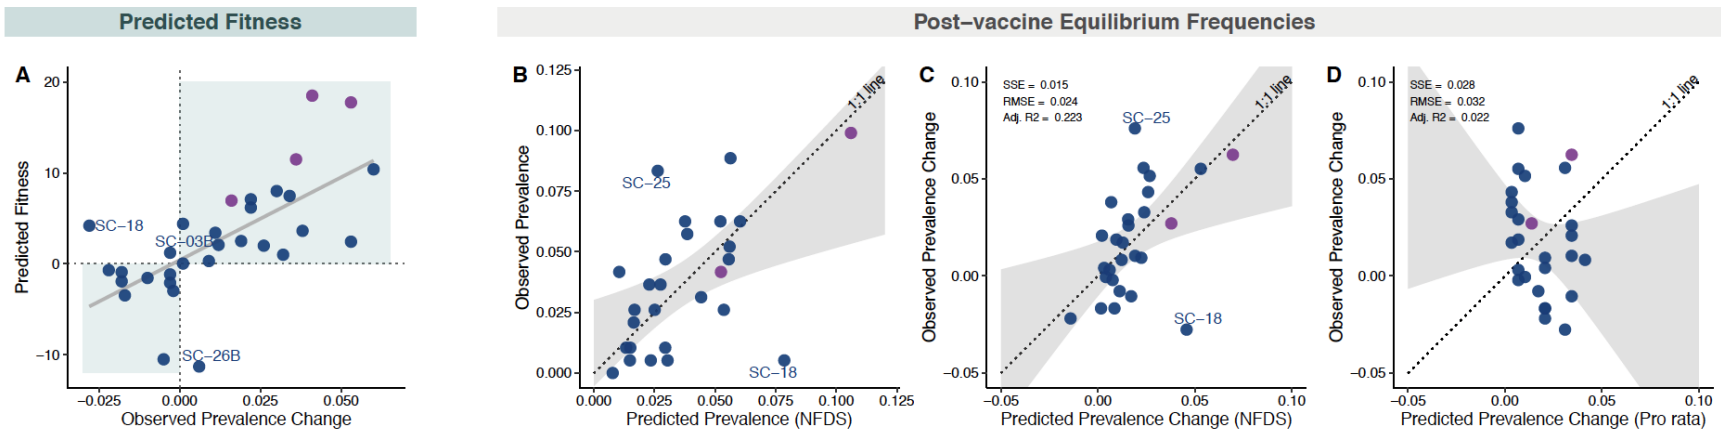 Predicted Fitness
Post–vaccine Equilibrium Frequencies
A
Predicted Fitness
20
10
0
−10
SC−18
SC−03B
SC−26B
−0.025 0.000 0.025 0.050
Observed Prevalence Change
B
Observed Prevalence
0.125
0.100
0.075
0.050
0.025
0.000
1:1 line
SC−25
SC−18
0.000 0.025 0.050 0.075 0.100 0.125
Predicted Prevalence (NFDS)
C
Observed Prevalence Change
0.10
0.05
0.00
−0.05
SSE = 0.015
RMSE = 0.024
Adj. R2 = 0.223
1:1 line
SC−25
SC−18
−0.05 0.00 0.05 0.10
Predicted Prevalence Change (NFDS)
D
Observed Prevalence Change
0.10
0.05
0.00
−0.05
SSE = 0.028
RMSE = 0.032
Adj. R2 = 0.022
1:1 line
−0.05 0.00 0.05 0.10
Predicted Prevalence Change (Pro rata)